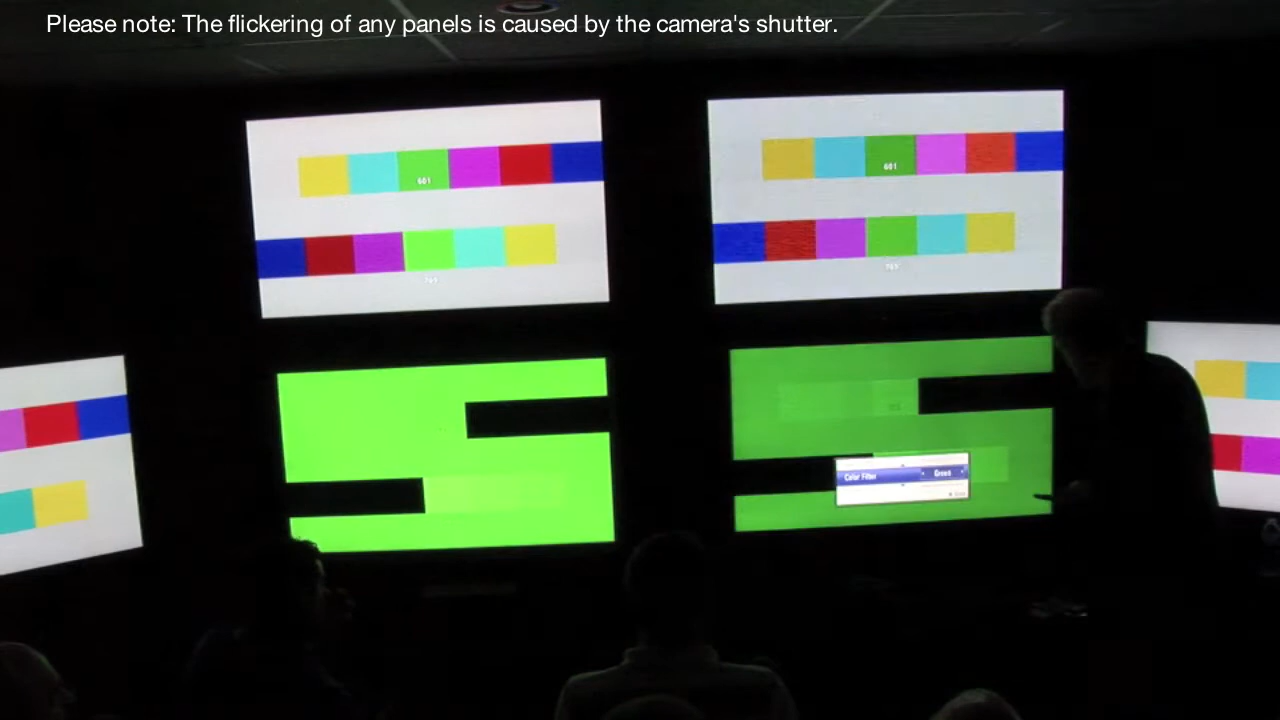 Please note: The flickering of any panels is caused by the camera's shutter.
601
601
Color Filter
Green